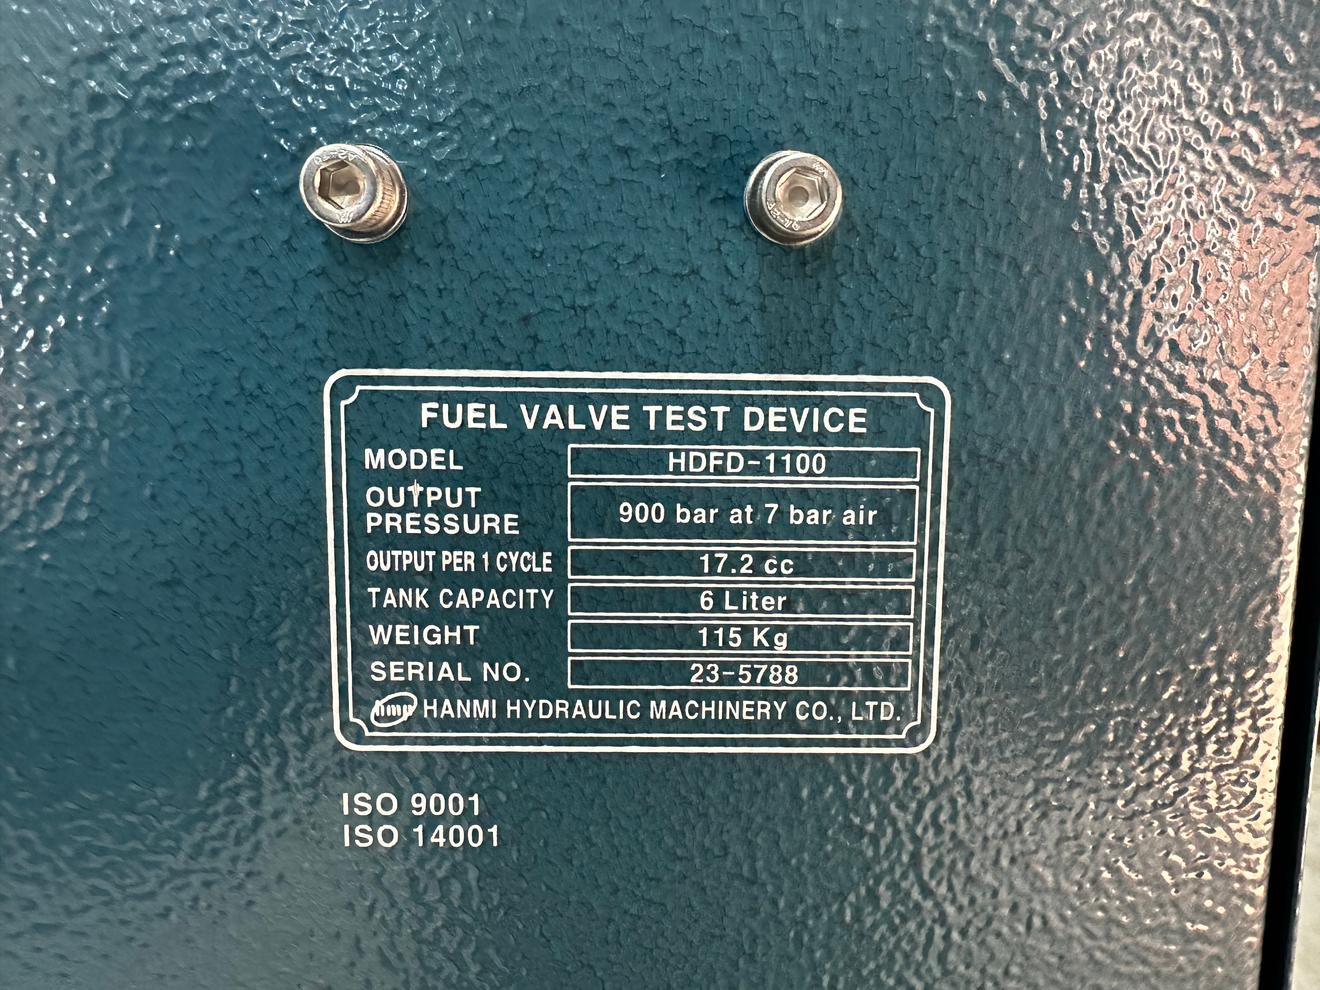 FUEL VALVE TEST DEVICE
MODEL HDFD-1100
OUTPUT PRESSURE 900 bar at 7 bar air
OUTPUT PER 1 CYCLE 17.2 cc
TANK CAPACITY 6 Liter
WEIGHT 115 Kg
SERIAL NO. 23-5788
hmp HANMI HYDRAULIC MACHINERY CO., LTD.
ISO 9001
ISO 14001